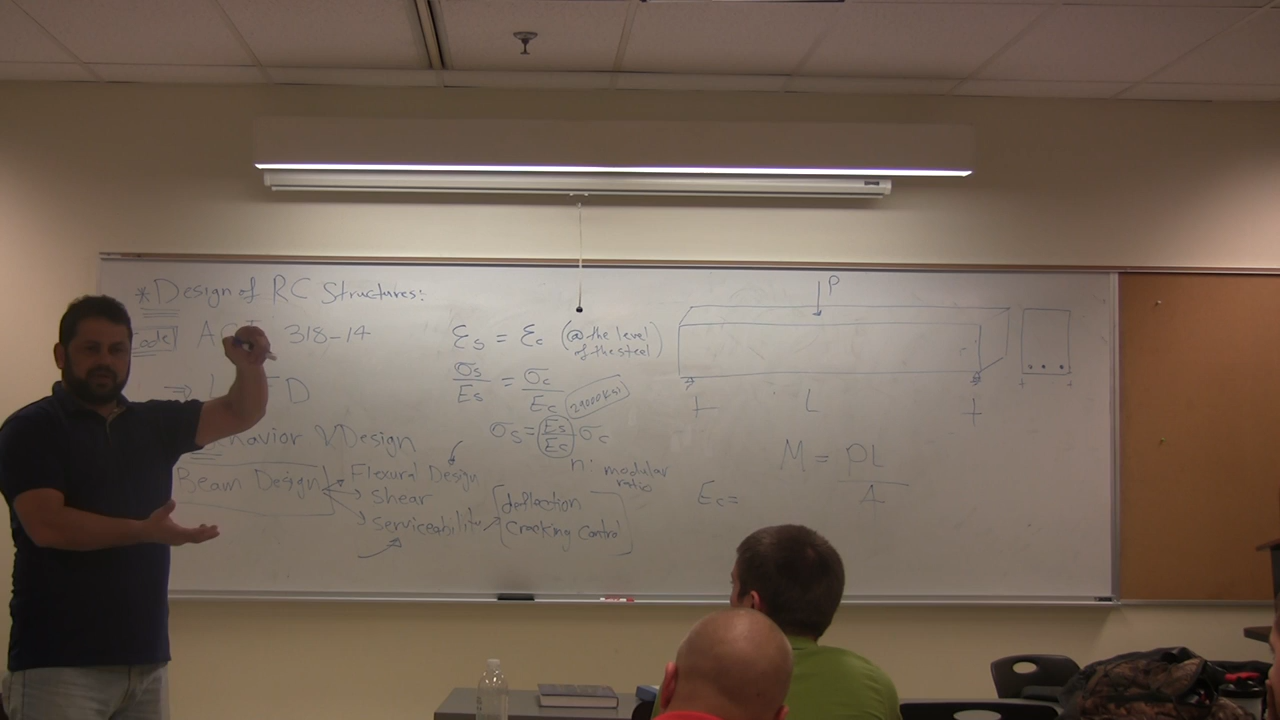 *Design of RC Structures:
Code ACI 318-14
⇒ L D
Behavior & Design
Beam Design
Flexural Design
Shear
Serviceability
deflection
Cracking Control
εs = εc (@ the level of the steel)
σs/Es = σc/Ec
29000 ksi
σs = Es/Ec σc
n: modular ratio
P
L
M = PL/4
Ec =